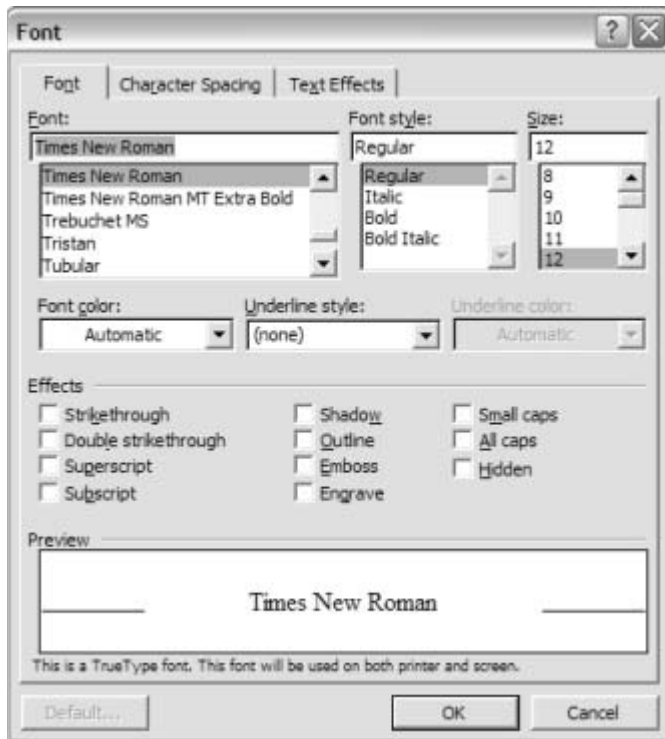 Font
Font Character Spacing Text Effects
Font: Font style: Size:
Times New Roman Regular 12
Times New Roman Regular 8
Times New Roman MT Extra Bold Italic 9
Trebuchet MS Bold 10
Tristan Bold Italic 11
Tubular 12
Font color: Underline style: Underline color:
Automatic (none) Automatic
Effects
Strikethrough Shadow Small caps
Double strikethrough Outline All caps
Superscript Emboss Hidden
Subscript Engrave
Preview
Times New Roman
This is a TrueType font. This font will be used on both printer and screen.
Default... OK Cancel